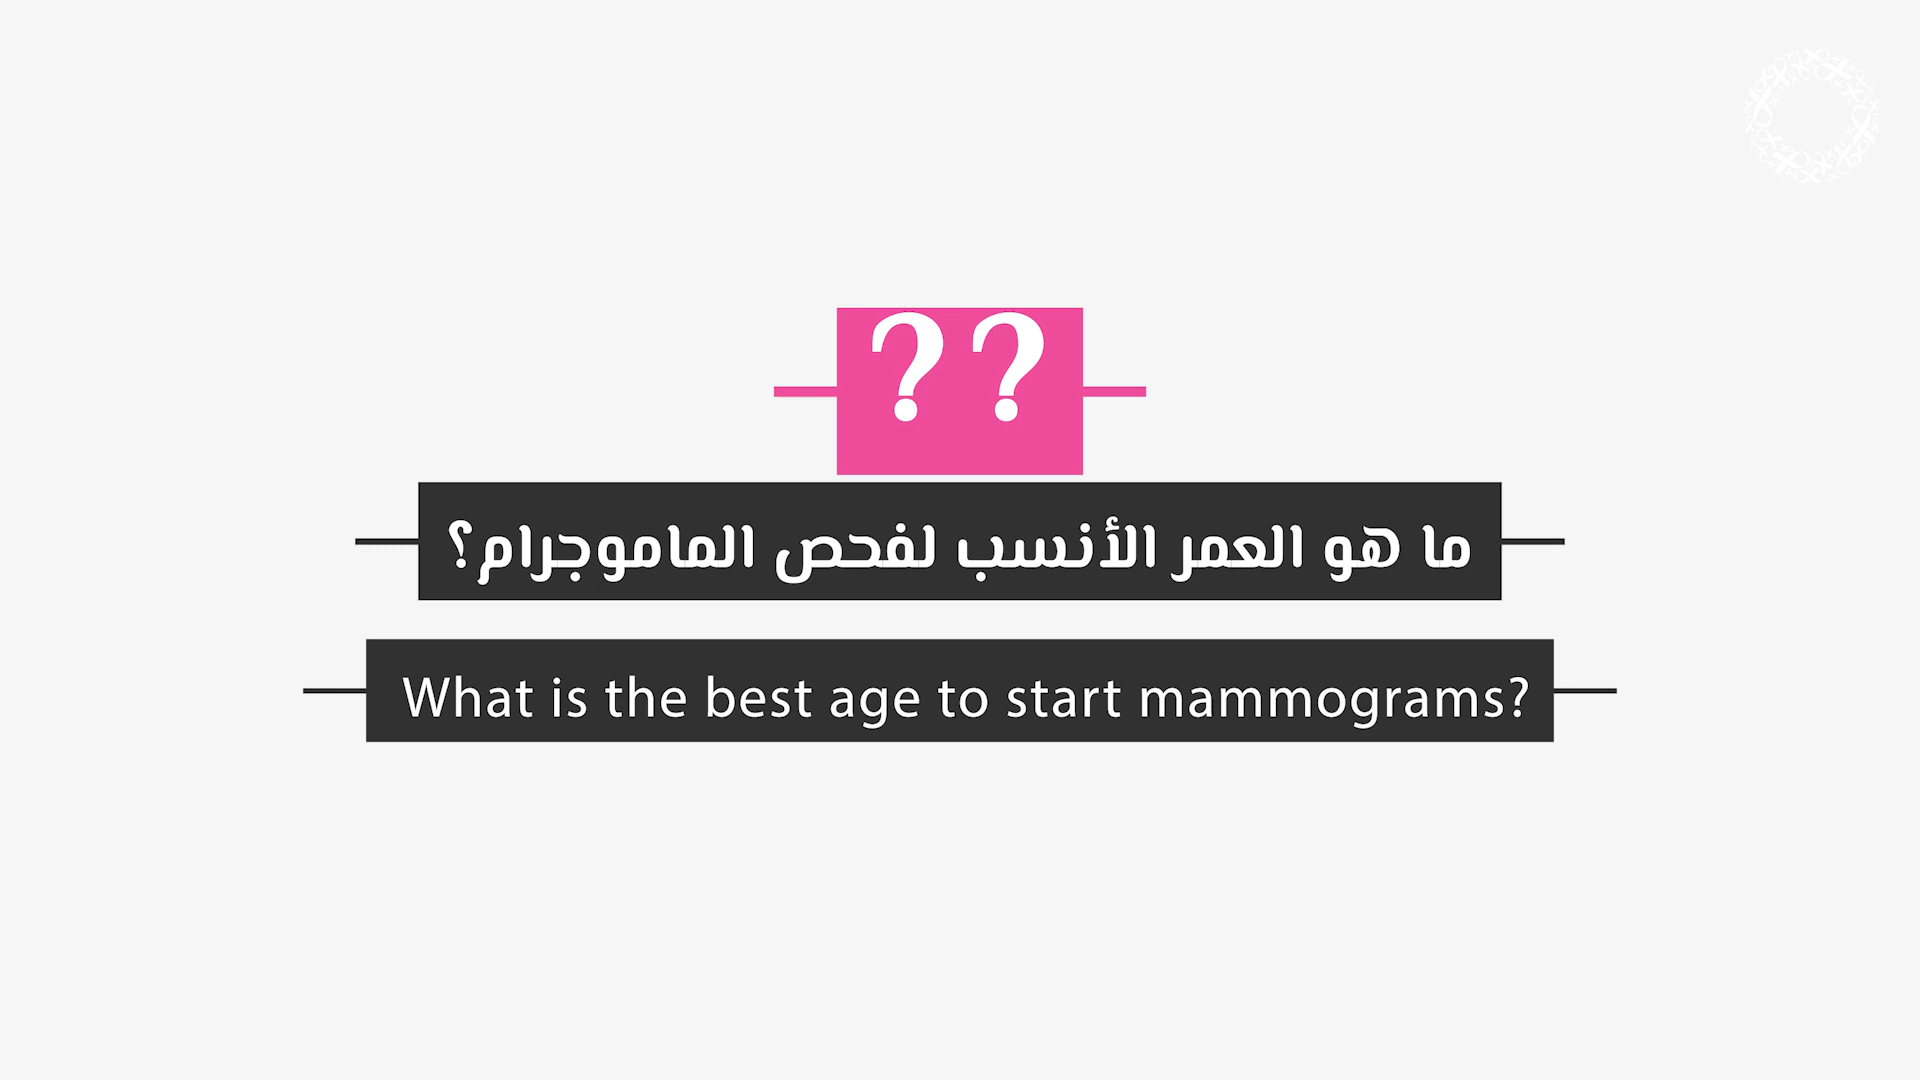 ??
ما هو العمر الأنسب لفحص الماموجرام؟
What is the best age to start mammograms?